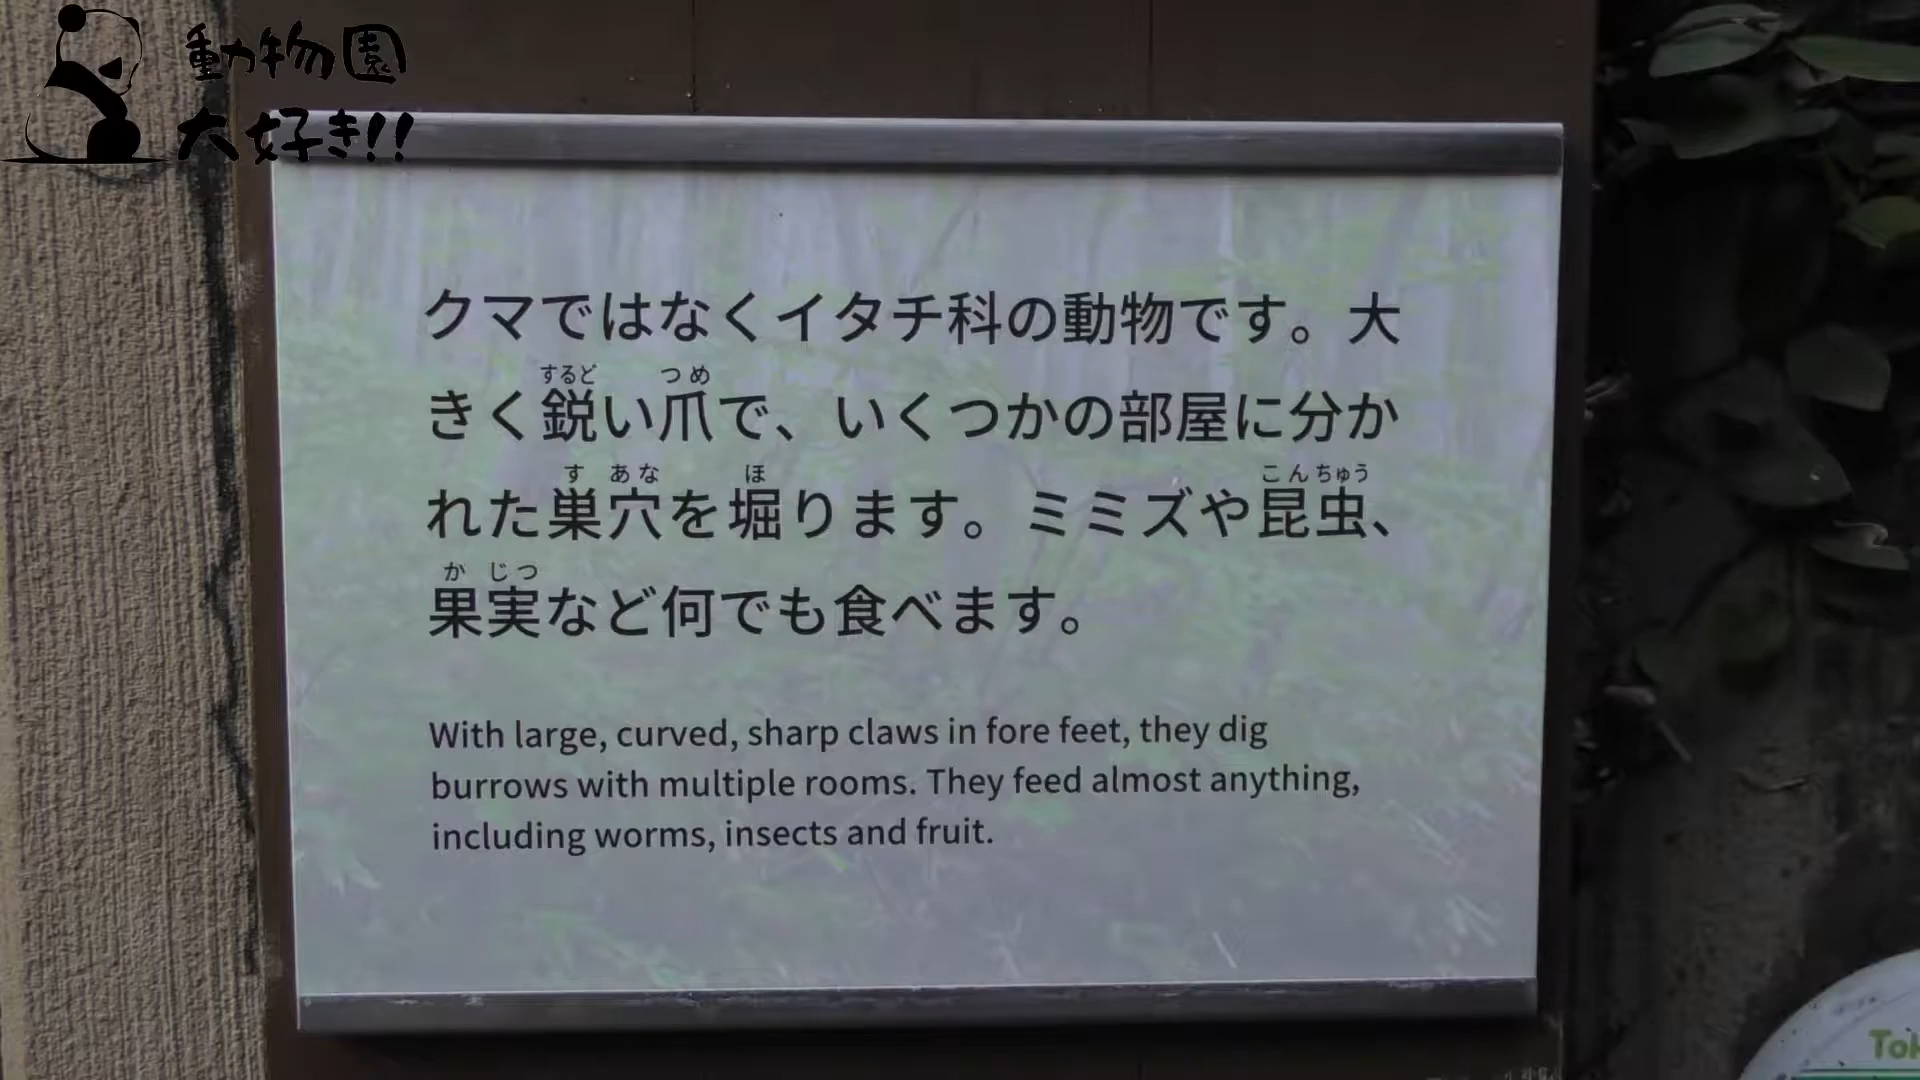 動物園
大好き!!
クマではなくイタチ科の動物です。大
するど つめ
きく鋭い爪で、いくつかの部屋に分か
す あな ほ こんちゅう
れた巣穴を堀ります。ミミズや昆虫、
か じつ
果実など何でも食べます。
With large, curved, sharp claws in fore feet, they dig
burrows with multiple rooms. They feed almost anything,
including worms, insects and fruit.